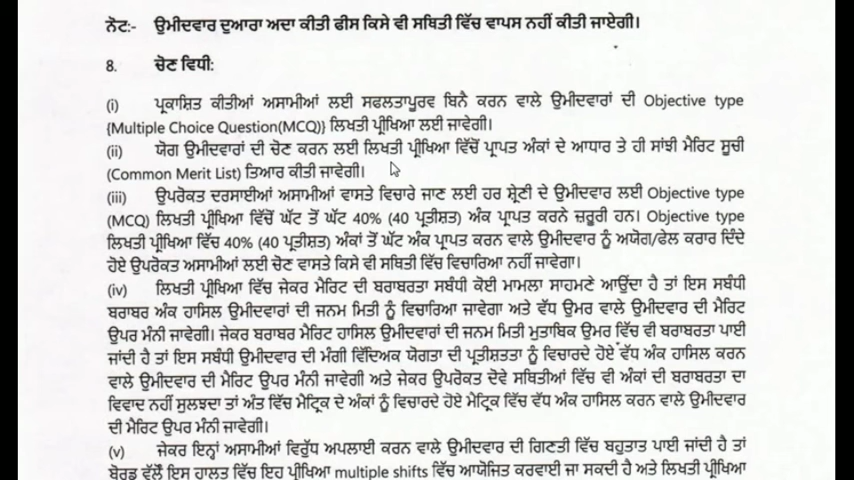 ਨੋਟ:- ਉਮੀਦਵਾਰ ਦੁਆਰਾ ਅਦਾ ਕੀਤੀ ਫੀਸ ਕਿਸੇ ਵੀ ਸਥਿਤੀ ਵਿੱਚ ਵਾਪਸ ਨਹੀਂ ਕੀਤੀ ਜਾਏਗੀ।
8. ਚੋਣ ਵਿਧੀ:
(i) ਪ੍ਰਕਾਸ਼ਿਤ ਕੀਤੀਆਂ ਅਸਾਮੀਆਂ ਲਈ ਸਫਲਤਾਪੂਰਵ ਬਿਨੈ ਕਰਨ ਵਾਲੇ ਉਮੀਦਵਾਰਾਂ ਦੀ Objective type
{Multiple Choice Question(MCQ)} ਲਿਖਤੀ ਪ੍ਰੀਖਿਆ ਲਈ ਜਾਵੇਗੀ।
(ii) ਯੋਗ ਉਮੀਦਵਾਰਾਂ ਦੀ ਚੋਣ ਕਰਨ ਲਈ ਲਿਖਤੀ ਪ੍ਰੀਖਿਆ ਵਿੱਚੋਂ ਪ੍ਰਾਪਤ ਅੰਕਾਂ ਦੇ ਆਧਾਰ ਤੇ ਹੀ ਸਾਂਝੀ ਮੈਰਿਟ ਸੂਚੀ
(Common Merit List) ਤਿਆਰ ਕੀਤੀ ਜਾਵੇਗੀ।
(iii) ਉਪਰੋਕਤ ਦਰਸਾਈਆਂ ਅਸਾਮੀਆਂ ਵਾਸਤੇ ਵਿਚਾਰੇ ਜਾਣ ਲਈ ਹਰ ਸ਼੍ਰੇਣੀ ਦੇ ਉਮੀਦਵਾਰ ਲਈ Objective type
(MCQ) ਲਿਖਤੀ ਪ੍ਰੀਖਿਆ ਵਿੱਚੋਂ ਘੱਟ ਤੋਂ ਘੱਟ 40% (40 ਪ੍ਰਤੀਸ਼ਤ) ਅੰਕ ਪ੍ਰਾਪਤ ਕਰਨੇ ਜ਼ਰੂਰੀ ਹਨ। Objective type
ਲਿਖਤੀ ਪ੍ਰੀਖਿਆ ਵਿੱਚ 40% (40 ਪ੍ਰਤੀਸ਼ਤ) ਅੰਕਾਂ ਤੋਂ ਘੱਟ ਅੰਕ ਪ੍ਰਾਪਤ ਕਰਨ ਵਾਲੇ ਉਮੀਦਵਾਰ ਨੂੰ ਅਯੋਗ/ਫੇਲ ਕਰਾਰ ਦਿੰਦੇ
ਹੋਏ ਉਪਰੋਕਤ ਅਸਾਮੀਆਂ ਲਈ ਚੋਣ ਵਾਸਤੇ ਕਿਸੇ ਵੀ ਸਥਿਤੀ ਵਿੱਚ ਵਿਚਾਰਿਆ ਨਹੀਂ ਜਾਵੇਗਾ।
(iv) ਲਿਖਤੀ ਪ੍ਰੀਖਿਆ ਵਿੱਚ ਜੇਕਰ ਮੈਰਿਟ ਦੀ ਬਰਾਬਰਤਾ ਸਬੰਧੀ ਕੋਈ ਮਾਮਲਾ ਸਾਹਮਣੇ ਆਉਂਦਾ ਹੈ ਤਾਂ ਇਸ ਸਬੰਧੀ
ਬਰਾਬਰ ਅੰਕ ਹਾਸਿਲ ਉਮੀਦਵਾਰਾਂ ਦੀ ਜਨਮ ਮਿਤੀ ਨੂੰ ਵਿਚਾਰਿਆ ਜਾਵੇਗਾ ਅਤੇ ਵੱਧ ਉਮਰ ਵਾਲੇ ਉਮੀਦਵਾਰ ਦੀ ਮੈਰਿਟ
ਉਪਰ ਮੰਨੀ ਜਾਵੇਗੀ। ਜੇਕਰ ਬਰਾਬਰ ਮੈਰਿਟ ਹਾਸਿਲ ਉਮੀਦਵਾਰਾਂ ਦੀ ਜਨਮ ਮਿਤੀ ਮੁਤਾਬਿਕ ਉਮਰ ਵਿੱਚ ਵੀ ਬਰਾਬਰਤਾ ਪਾਈ
ਜਾਂਦੀ ਹੈ ਤਾਂ ਇਸ ਸਬੰਧੀ ਉਮੀਦਵਾਰ ਦੀ ਮੰਗੀ ਵਿੱਦਿਅਕ ਯੋਗਤਾ ਦੀ ਪ੍ਰਤੀਸ਼ਤਤਾ ਨੂੰ ਵਿਚਾਰਦੇ ਹੋਏ ਵੱਧ ਅੰਕ ਹਾਸਿਲ ਕਰਨ
ਵਾਲੇ ਉਮੀਦਵਾਰ ਦੀ ਮੈਰਿਟ ਉਪਰ ਮੰਨੀ ਜਾਵੇਗੀ ਅਤੇ ਜੇਕਰ ਉਪਰੋਕਤ ਦੋਵੇ ਸਥਿਤੀਆਂ ਵਿੱਚ ਵੀ ਅੰਕਾਂ ਦੀ ਬਰਾਬਰਤਾ ਦਾ
ਵਿਵਾਦ ਨਹੀਂ ਸੁਲਝਦਾ ਤਾਂ ਅੰਤ ਵਿੱਚ ਮੈਟ੍ਰਿਕ ਦੇ ਅੰਕਾਂ ਨੂੰ ਵਿਚਾਰਦੇ ਹੋਏ ਮੈਟ੍ਰਿਕ ਵਿੱਚ ਵੱਧ ਅੰਕ ਹਾਸਿਲ ਕਰਨ ਵਾਲੇ ਉਮੀਦਵਾਰ
ਦੀ ਮੈਰਿਟ ਉਪਰ ਮੰਨੀ ਜਾਵੇਗੀ।
(v) ਜੇਕਰ ਇਨ੍ਹਾਂ ਅਸਾਮੀਆਂ ਵਿਰੁੱਧ ਅਪਲਾਈ ਕਰਨ ਵਾਲੇ ਉਮੀਦਵਾਰ ਦੀ ਗਿਣਤੀ ਵਿੱਚ ਬਹੁਤਾਤ ਪਾਈ ਜਾਂਦੀ ਹੈ ਤਾਂ
ਬੋਰਡ ਵੱਲੋਂ ਇਸ ਹਾਲਤ ਵਿੱਚ ਇਹ ਪ੍ਰੀਖਿਆ multiple shifts ਵਿੱਚ ਆਯੋਜਿਤ ਕਰਵਾਈ ਜਾ ਸਕਦੀ ਹੈ ਅਤੇ ਲਿਖਤੀ ਪ੍ਰੀਖਿਆ